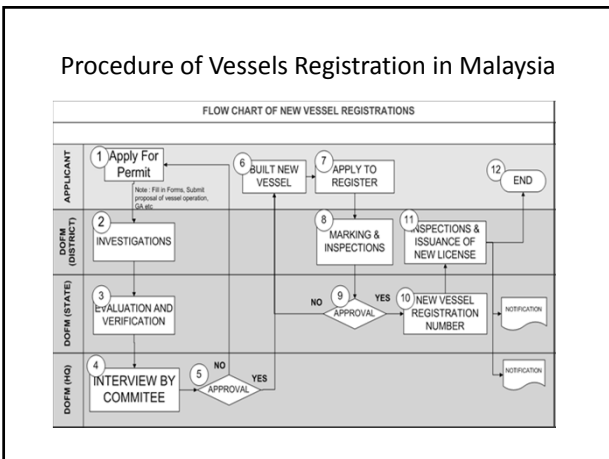 Procedure of Vessels Registration in Malaysia
FLOW CHART OF NEW VESSEL REGISTRATIONS
APPLICANT
1
Apply For
Permit
Note : Fill in Forms, Submit
proposal of vessel operation,
GA etc
6
BUILT NEW
VESSEL
7
APPLY TO
REGISTER
12
END
DOFM
(DISTRICT)
2
INVESTIGATIONS
8
MARKING &
INSPECTIONS
11
INSPECTIONS &
ISSUANCE OF
NEW LICENSE
DOFM (STATE)
3
EVALUATION AND
VERIFICATION
NO
9
APPROVAL
YES
10
NEW VESSEL
REGISTRATION
NUMBER
NOTIFICATION
DOFM (HQ)
4
INTERVIEW BY
COMMITEE
5
NO
APPROVAL
YES
NOTIFICATION